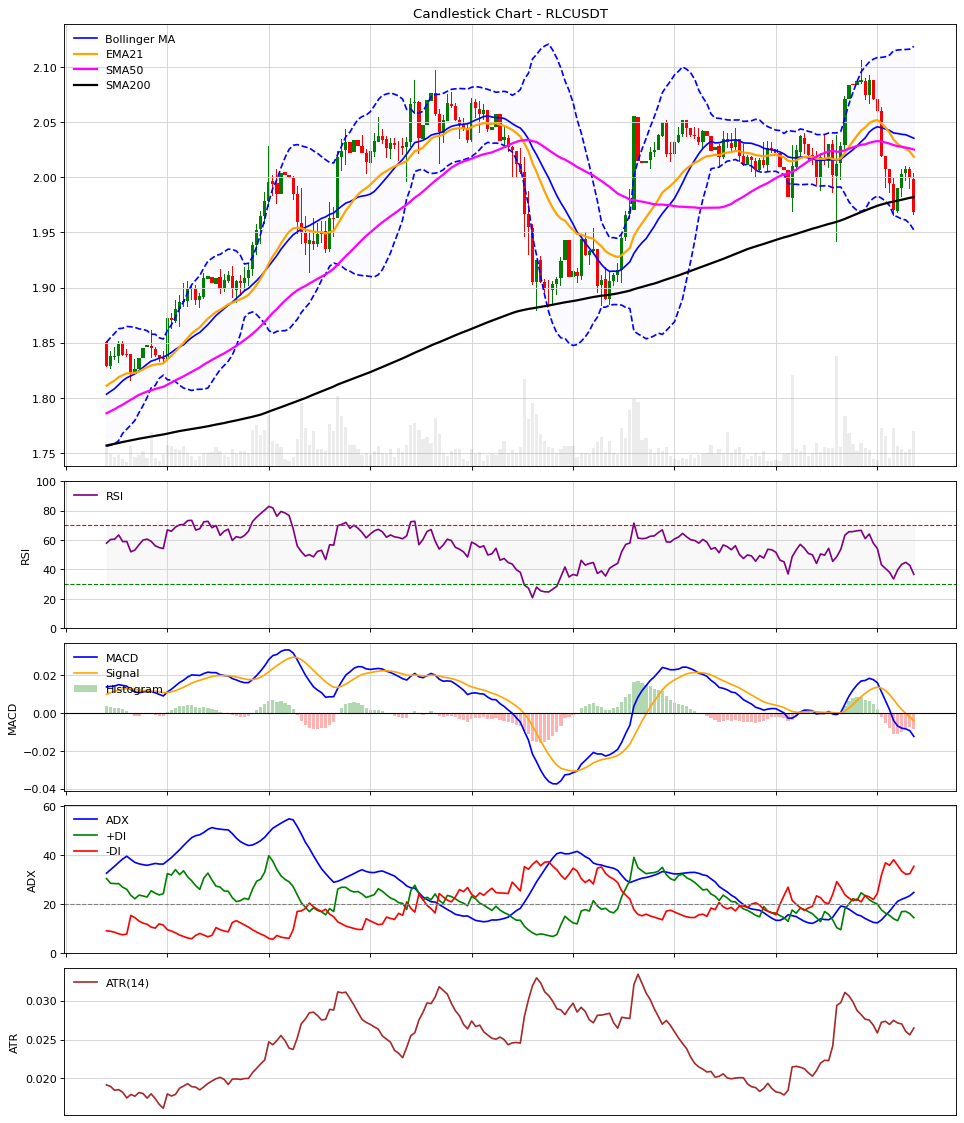 Candlestick Chart - RLCUSDT
Bollinger MA
EMA21
SMA50
SMA200
2.10
2.05
2.00
1.95
1.90
1.85
1.80
1.75
RSI
RSI
100
80
60
40
20
0
MACD
Signal
Histogram
MACD
0.02
0.00
−0.02
−0.04
ADX
+DI
-DI
ADX
60
40
20
0
ATR(14)
ATR
0.030
0.025
0.020